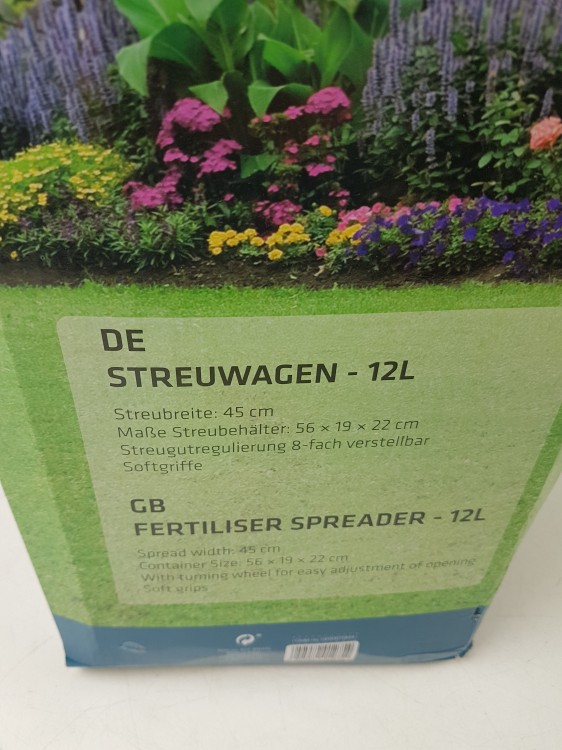 DE
STREUWAGEN - 12L
Streubreite: 45 cm
Maße Streubehälter: 56 × 19 × 22 cm
Streugutregulierung 8-fach verstellbar
Softgriffe
GB
FERTILISER SPREADER - 12L
Spread width: 45 cm
Container Size: 56 × 19 × 22 cm
With turning wheel for easy adjustment of opening
Soft grips